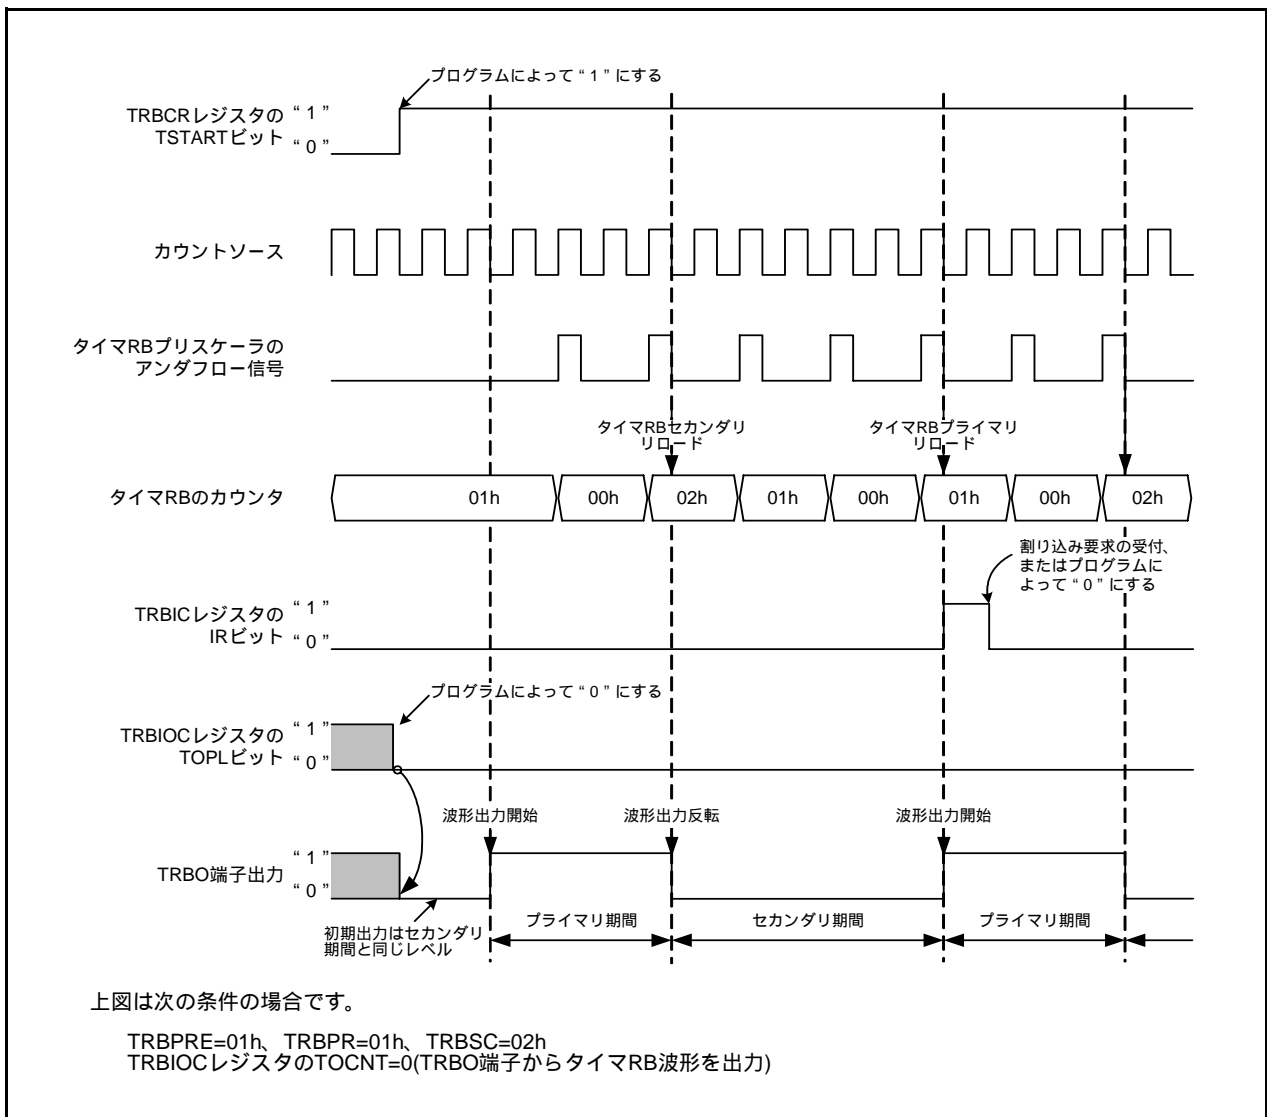 プログラムによって“1”にする
TRBCRレジスタの
TSTARTビット
“1”
“0”
カウントソース
タイマRBプリスケーラの
アンダフロー信号
タイマRBセカンダリ
リロード
タイマRBプライマリ
リロード
タイマRBのカウンタ
01h
00h
02h
01h
00h
01h
00h
02h
割り込み要求の受付、
またはプログラムに
よって“0”にする
TRBICレジスタの
IRビット
“1”
“0”
プログラムによって“0”にする
TRBIOCレジスタの
TOPLビット
“1”
“0”
波形出力開始
波形出力反転
波形出力開始
TRBO端子出力
“1”
“0”
初期出力はセカンダリ
期間と同じレベル
プライマリ期間
セカンダリ期間
プライマリ期間
上図は次の条件の場合です。
TRBPRE=01h、TRBPR=01h、TRBSC=02h
TRBIOCレジスタのTOCNT=0(TRBO端子からタイマRB波形を出力)